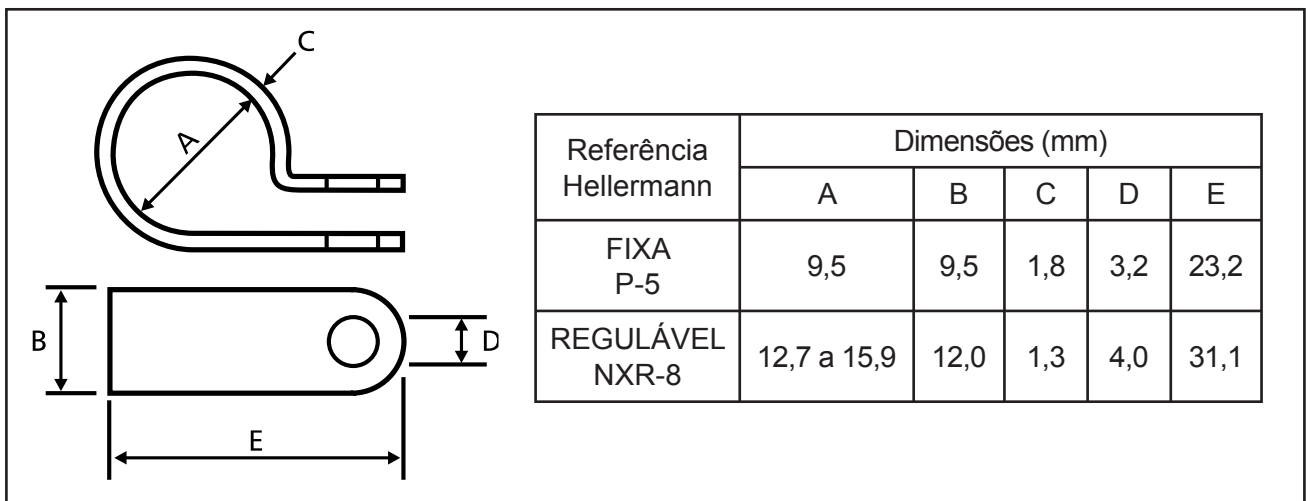 C
A
B
D
E
Referência
Hellermann
Dimensões (mm)
A B C D E
FIXA
P-5
9,5 9,5 1,8 3,2 23,2
REGULÁVEL
NXR-8
12,7 a 15,9 12,0 1,3 4,0 31,1